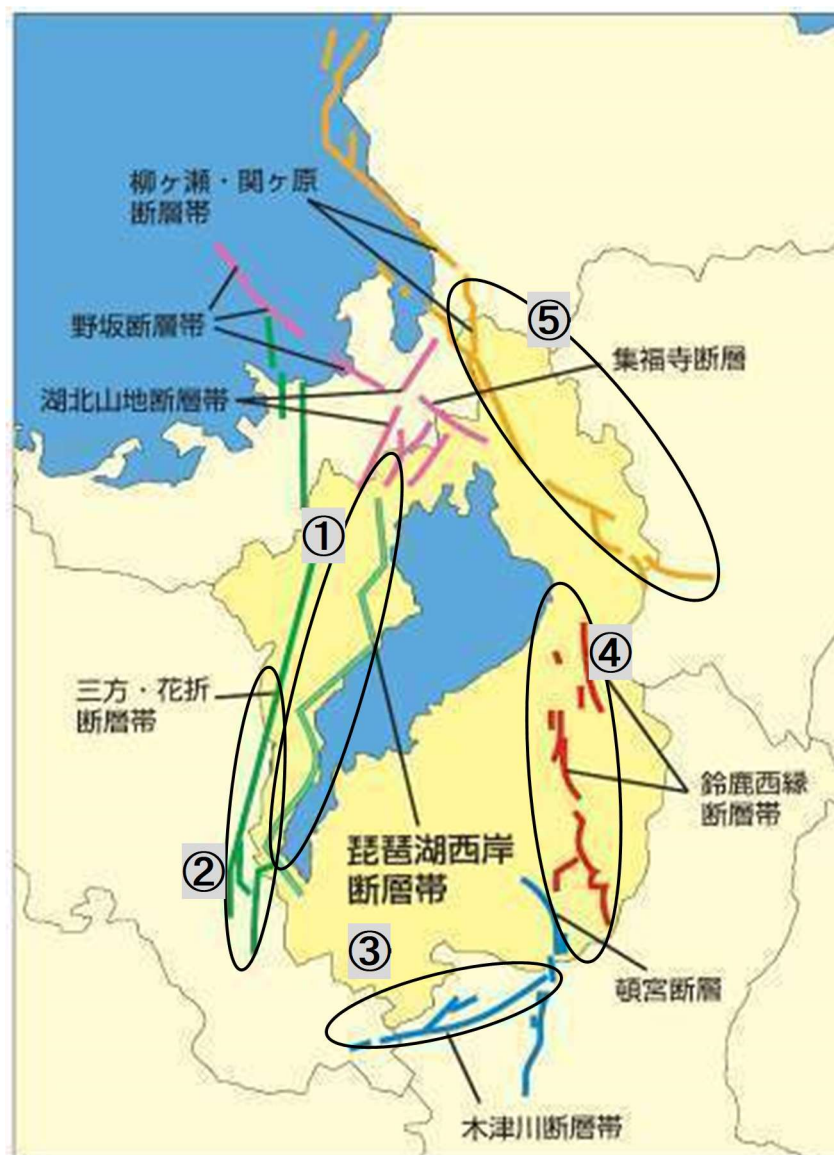 柳ヶ瀬・関ヶ原
断層帯
野坂断層帯
⑤
集福寺断層
湖北山地断層帯
①
④
三方・花折
断層帯
鈴鹿西縁
断層帯
琵琶湖西岸
断層帯
②
③
頓宮断層
木津川断層帯